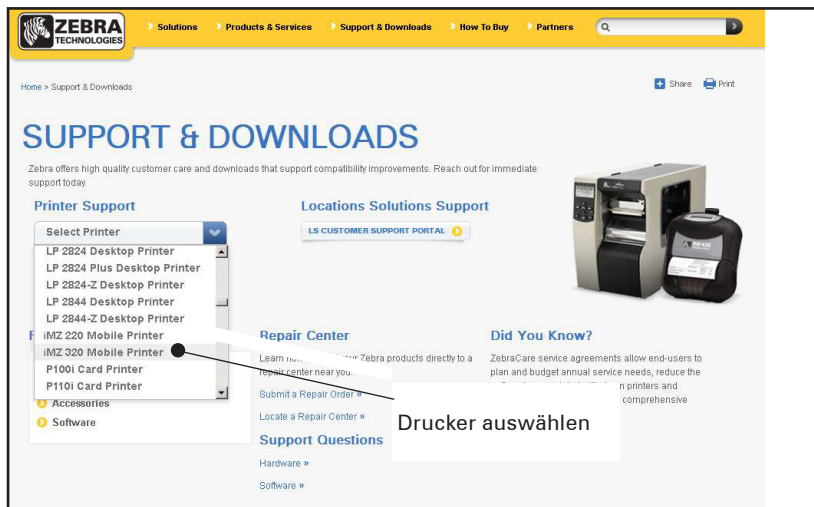 ZEBRA
TECHNOLOGIES
Solutions Products & Services Support & Downloads How To Buy Partners
Home » Support & Downloads
Share Print
SUPPORT & DOWNLOADS
Zebra offers high quality customer care and downloads that support compatibility improvements. Reach out for immediate
support today.
Printer Support
Select Printer
LP 2824 Desktop Printer
LP 2824 Plus Desktop Printer
LP 2824-Z Desktop Printer
LP 2844 Desktop Printer
LP 2844-Z Desktop Printer
iMZ 220 Mobile Printer
iMZ 320 Mobile Printer
P100i Card Printer
P110i Card Printer
Accessories
Software
Locations Solutions Support
LS CUSTOMER SUPPORT PORTAL
Repair Center
Learn your Zebra products directly to a
repair center near you.
Submit a Repair Order »
Locate a Repair Center »
Support Questions
Hardware »
Software »
Did You Know?
ZebraCare service agreements allow end-users to
plan and budget annual service needs, reduce the
printers and
comprehensive
Drucker auswählen